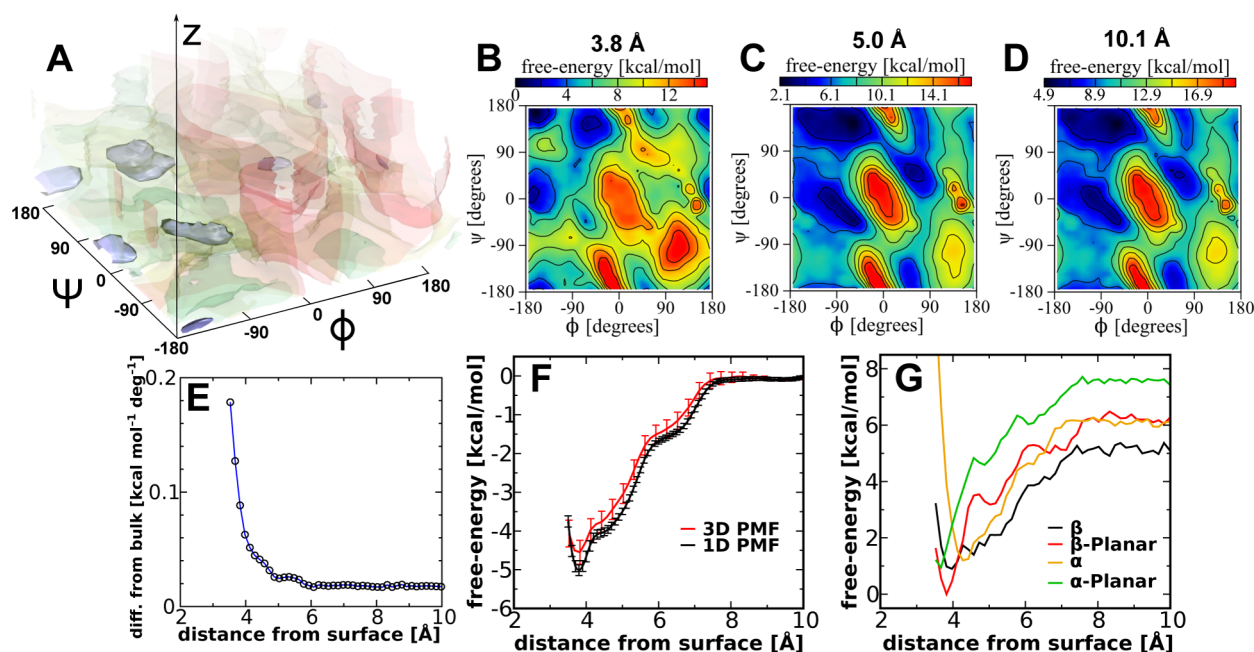 A
Z
180
90
0
-90
-180
Ψ
-90
0
90
180
ϕ
B
3.8 Å
free-energy [kcal/mol]
0 4 8 12
180
90
0
-90
-180
ψ [degrees]
-180 -90 0 90 180
ϕ [degrees]
C
5.0 Å
free-energy [kcal/mol]
2.1 6.1 10.1 14.1
180
90
0
-90
-180
ψ [degrees]
-180 -90 0 90 180
ϕ [degrees]
D
10.1 Å
free-energy [kcal/mol]
4.9 8.9 12.9 16.9
180
90
0
-90
-180
ψ [degrees]
-180 -90 0 90 180
ϕ [degrees]
E
diff. from bulk [kcal mol⁻¹ deg⁻¹]
0.2
0.1
0
2 4 6 8 10
distance from surface [Å]
F
free-energy [kcal/mol]
0
-1
-2
-3
-4
-5
-6
3D PMF
1D PMF
2 4 6 8 10
distance from surface [Å]
G
free-energy [kcal/mol]
8
6
4
2
0
β
β-Planar
α
α-Planar
2 4 6 8 10
distance from surface [Å]